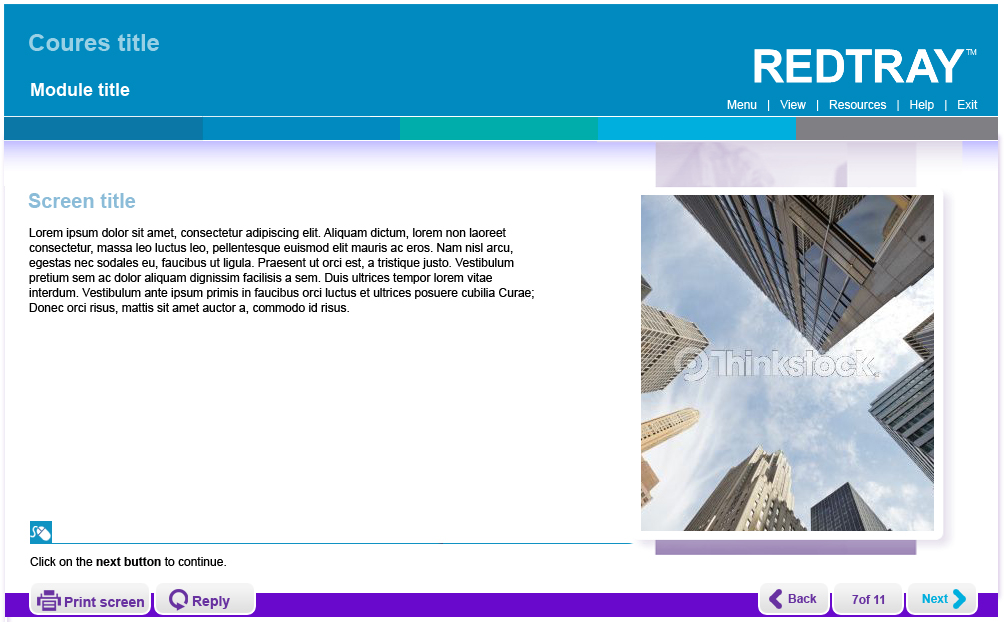 Coures title
REDTRAY™
Module title
Menu | View | Resources | Help | Exit
Screen title
Lorem ipsum dolor sit amet, consectetur adipiscing elit. Aliquam dictum, lorem non laoreet
consectetur, massa leo luctus leo, pellentesque euismod elit mauris ac eros. Nam nisl arcu,
egestas nec sodales eu, faucibus ut ligula. Praesent ut orci est, a tristique justo. Vestibulum
pretium sem ac dolor aliquam dignissim facilisis a sem. Duis ultrices tempor lorem vitae
interdum. Vestibulum ante ipsum primis in faucibus orci luctus et ultrices posuere cubilia Curae;
Donec orci risus, mattis sit amet auctor a, commodo id risus.
Thinkstock
Click on the next button to continue.
Print screen
Reply
Back
7of 11
Next